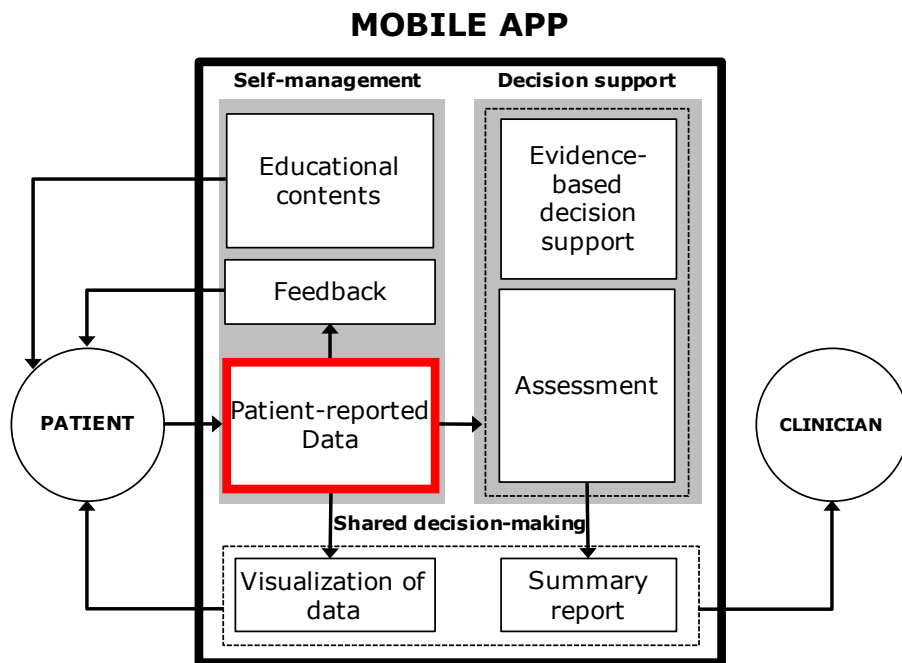 MOBILE APP
Self-management
Decision support
Educational
contents
Evidence-
based
decision
support
Feedback
Assessment
PATIENT
Patient-reported
Data
CLINICIAN
Shared decision-making
Visualization of
data
Summary
report